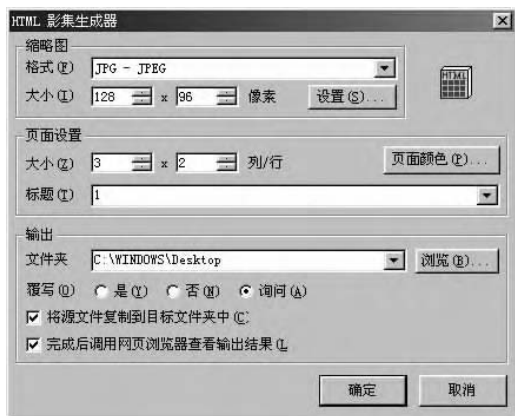 HTML 影集生成器
缩略图
格式(F) JPG - JPEG
大小(I) 128 x 96 像素 设置(S)...
HTML
页面设置
大小(Z) 3 x 2 列/行 页面颜色(P)...
标题(T) 1
输出
文件夹 C:\WINDOWS\Desktop 浏览(B)...
覆写(O) 是(Y) 否(N) 询问(A)
将源文件复制到目标文件夹中(C)
完成后调用网页浏览器查看输出结果(L
确定 取消